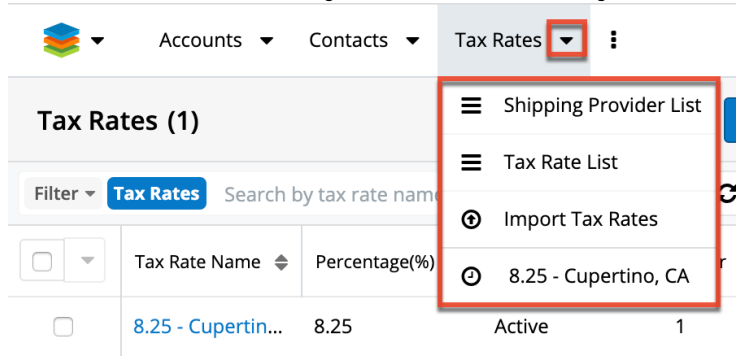 Accounts Contacts Tax Rates
Shipping Provider List
Tax Rates (1)
Tax Rate List
Filter Tax Rates Search by tax rate name
Import Tax Rates
Tax Rate Name Percentage(%)
8.25 - Cupertino, CA
8.25 - Cupertin... 8.25 Active 1